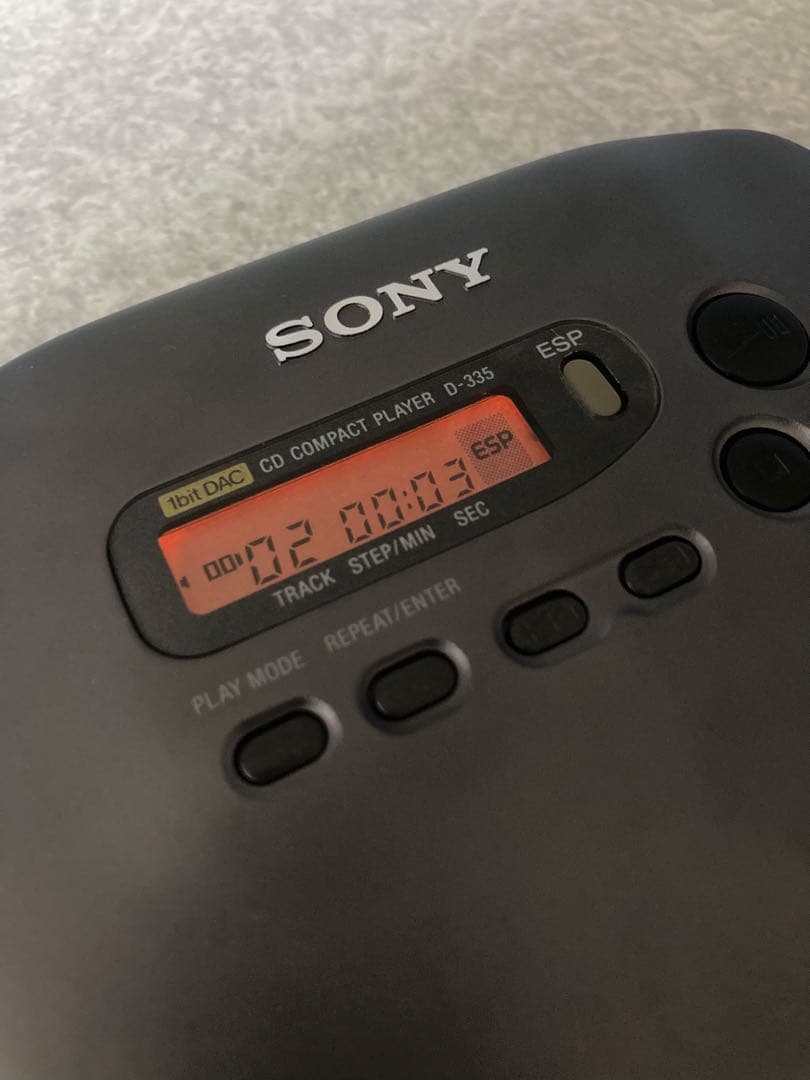 SONY
ESP
1bit DAC CD COMPACT PLAYER D-335
ESP
02 00:03
TRACK STEP/MIN SEC
PLAY MODE REPEAT/ENTER